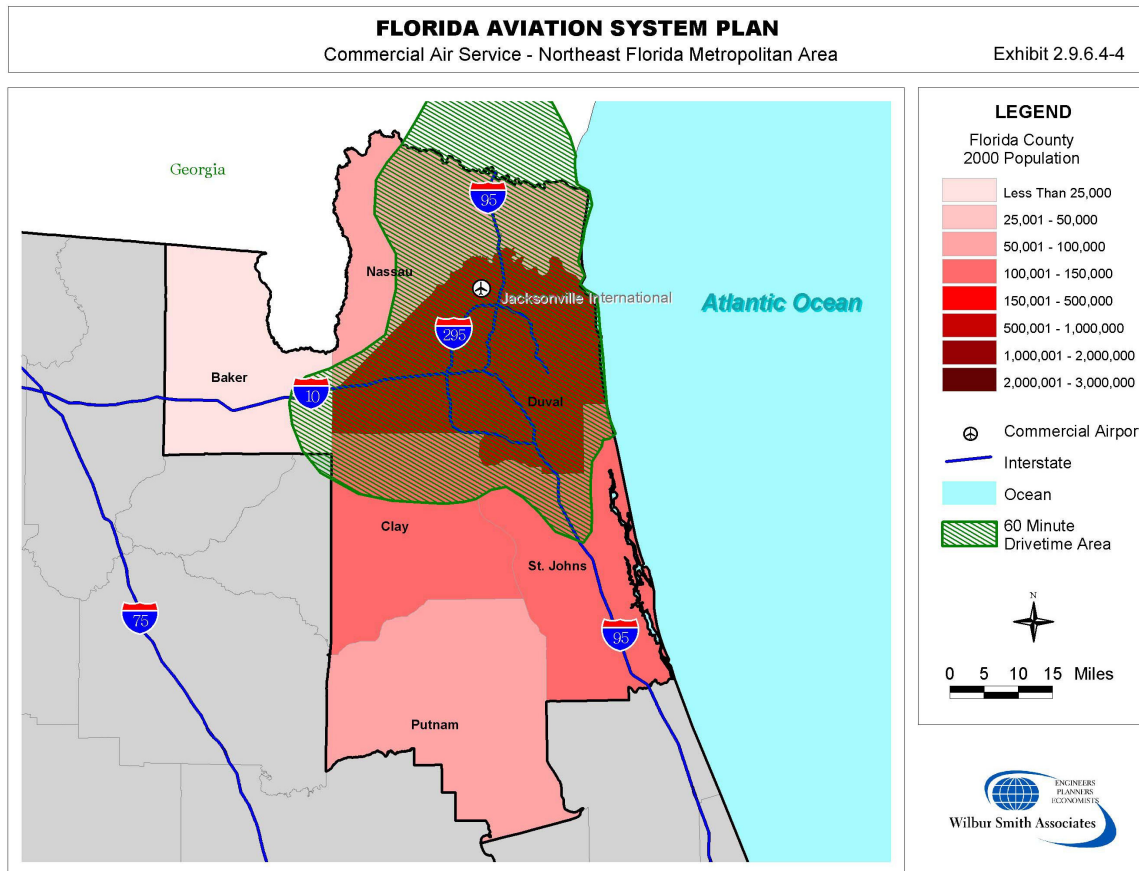 FLORIDA AVIATION SYSTEM PLAN
Commercial Air Service - Northeast Florida Metropolitan Area
Exhibit 2.9.6.4-4
Georgia
95
Nassau
Jacksonville International
Atlantic Ocean
295
Baker
10
Duval
Clay
St. Johns
75
95
Putnam
LEGEND
Florida County
2000 Population
Less Than 25,000
25,001 - 50,000
50,001 - 100,000
100,001 - 150,000
150,001 - 500,000
500,001 - 1,000,000
1,000,001 - 2,000,000
2,000,001 - 3,000,000
Commercial Airport
Interstate
Ocean
60 Minute
Drivetime Area
N
0 5 10 15 Miles
ENGINEERS
PLANNERS
ECONOMISTS
Wilbur Smith Associates